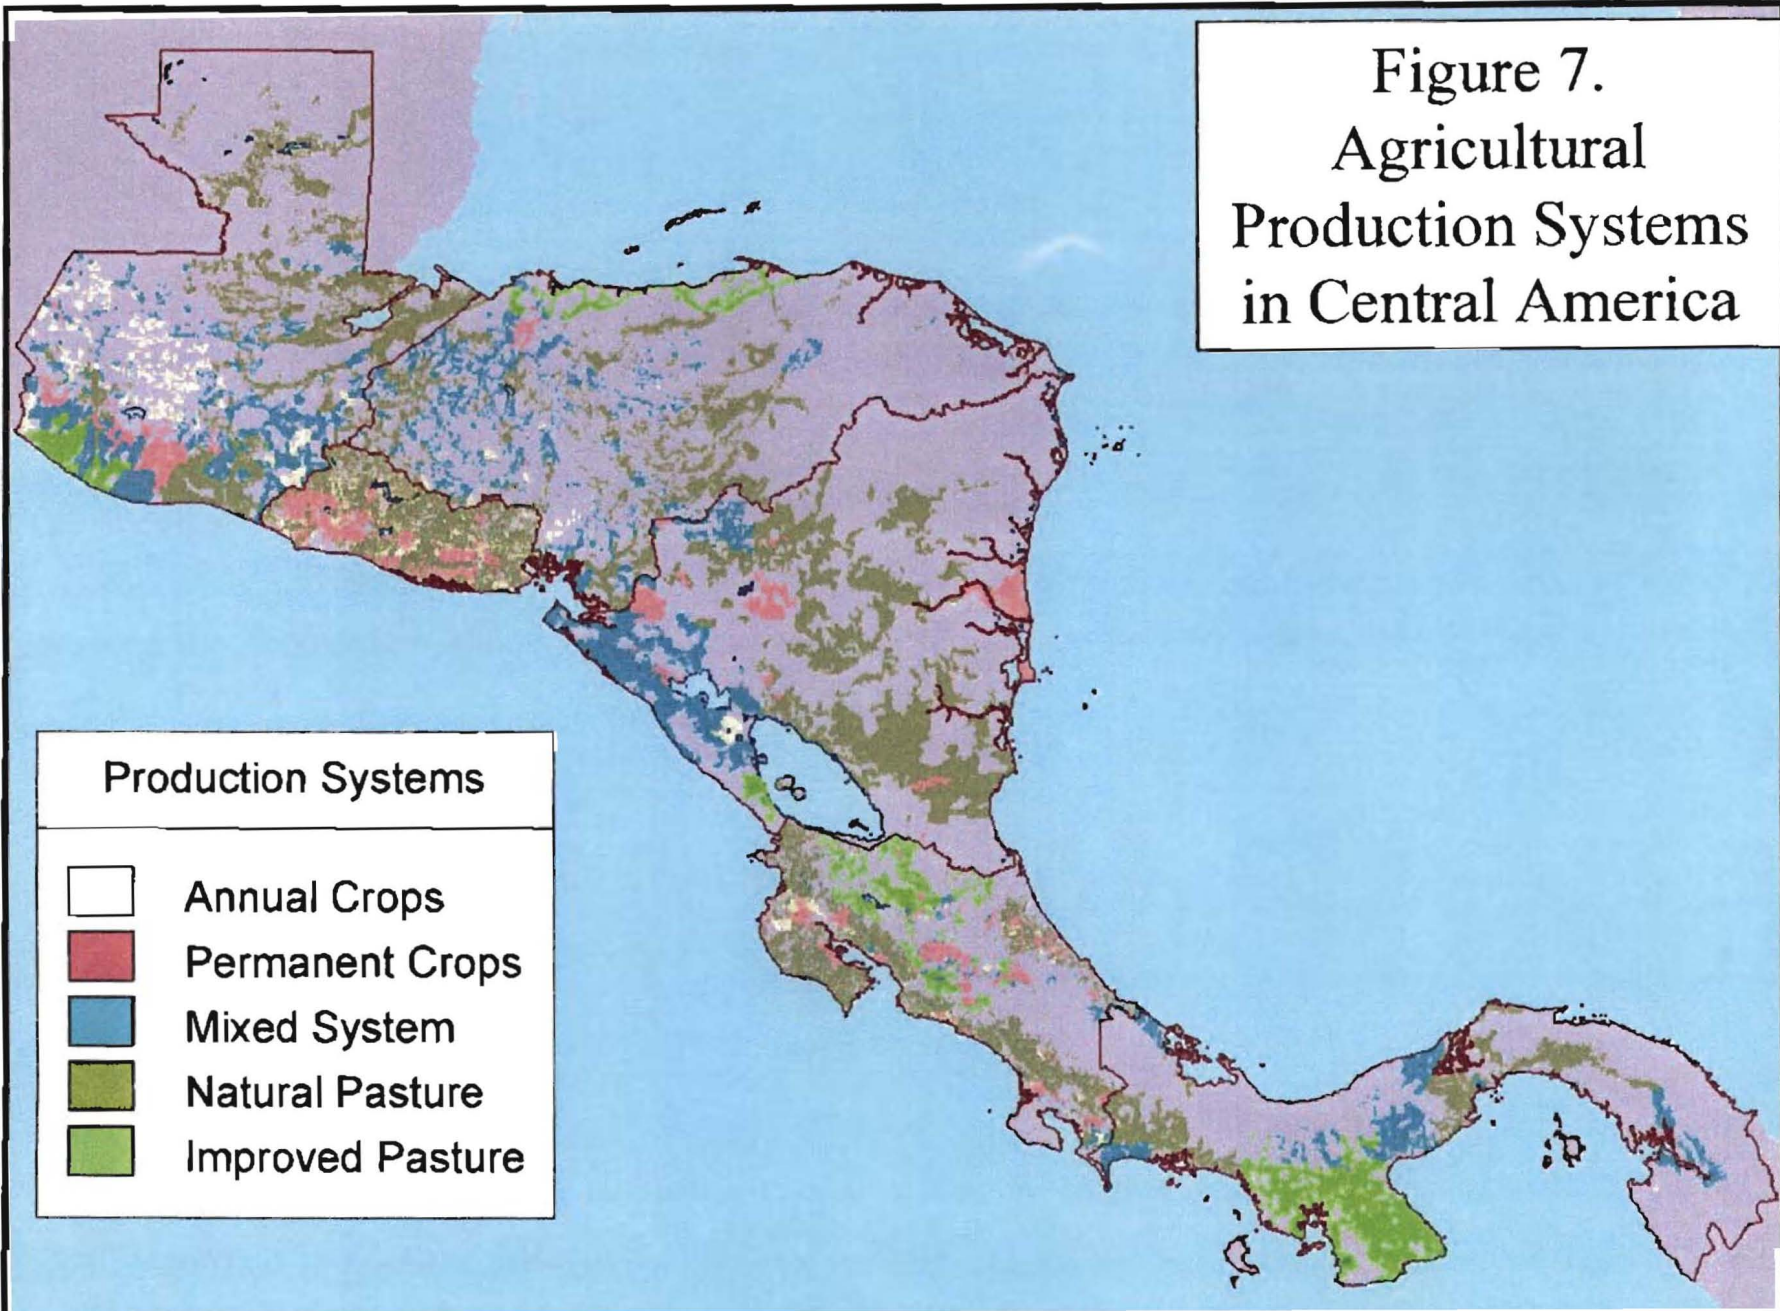 Figure 7.
Agricultural
Production Systems
in Central America
Production Systems
Annual Crops
Permanent Crops
Mixed System
Natural Pasture
Improved Pasture